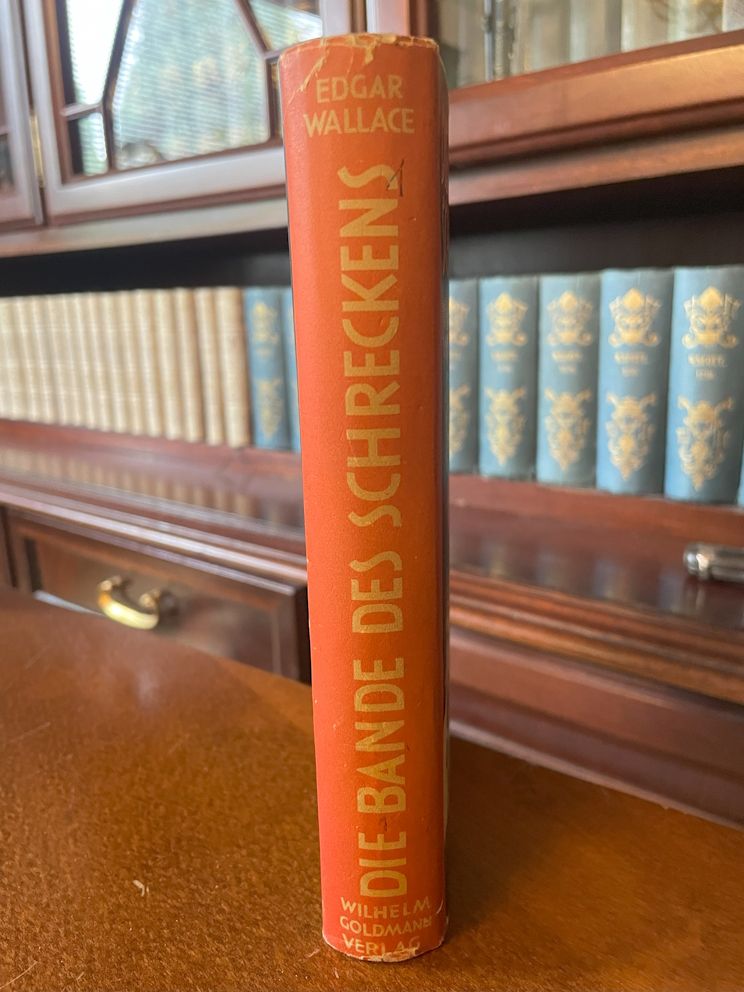 EDGAR
WALLACE
DIE BANDE DES SCHRECKENS
WILHELM
GOLDMANN
VERLAG